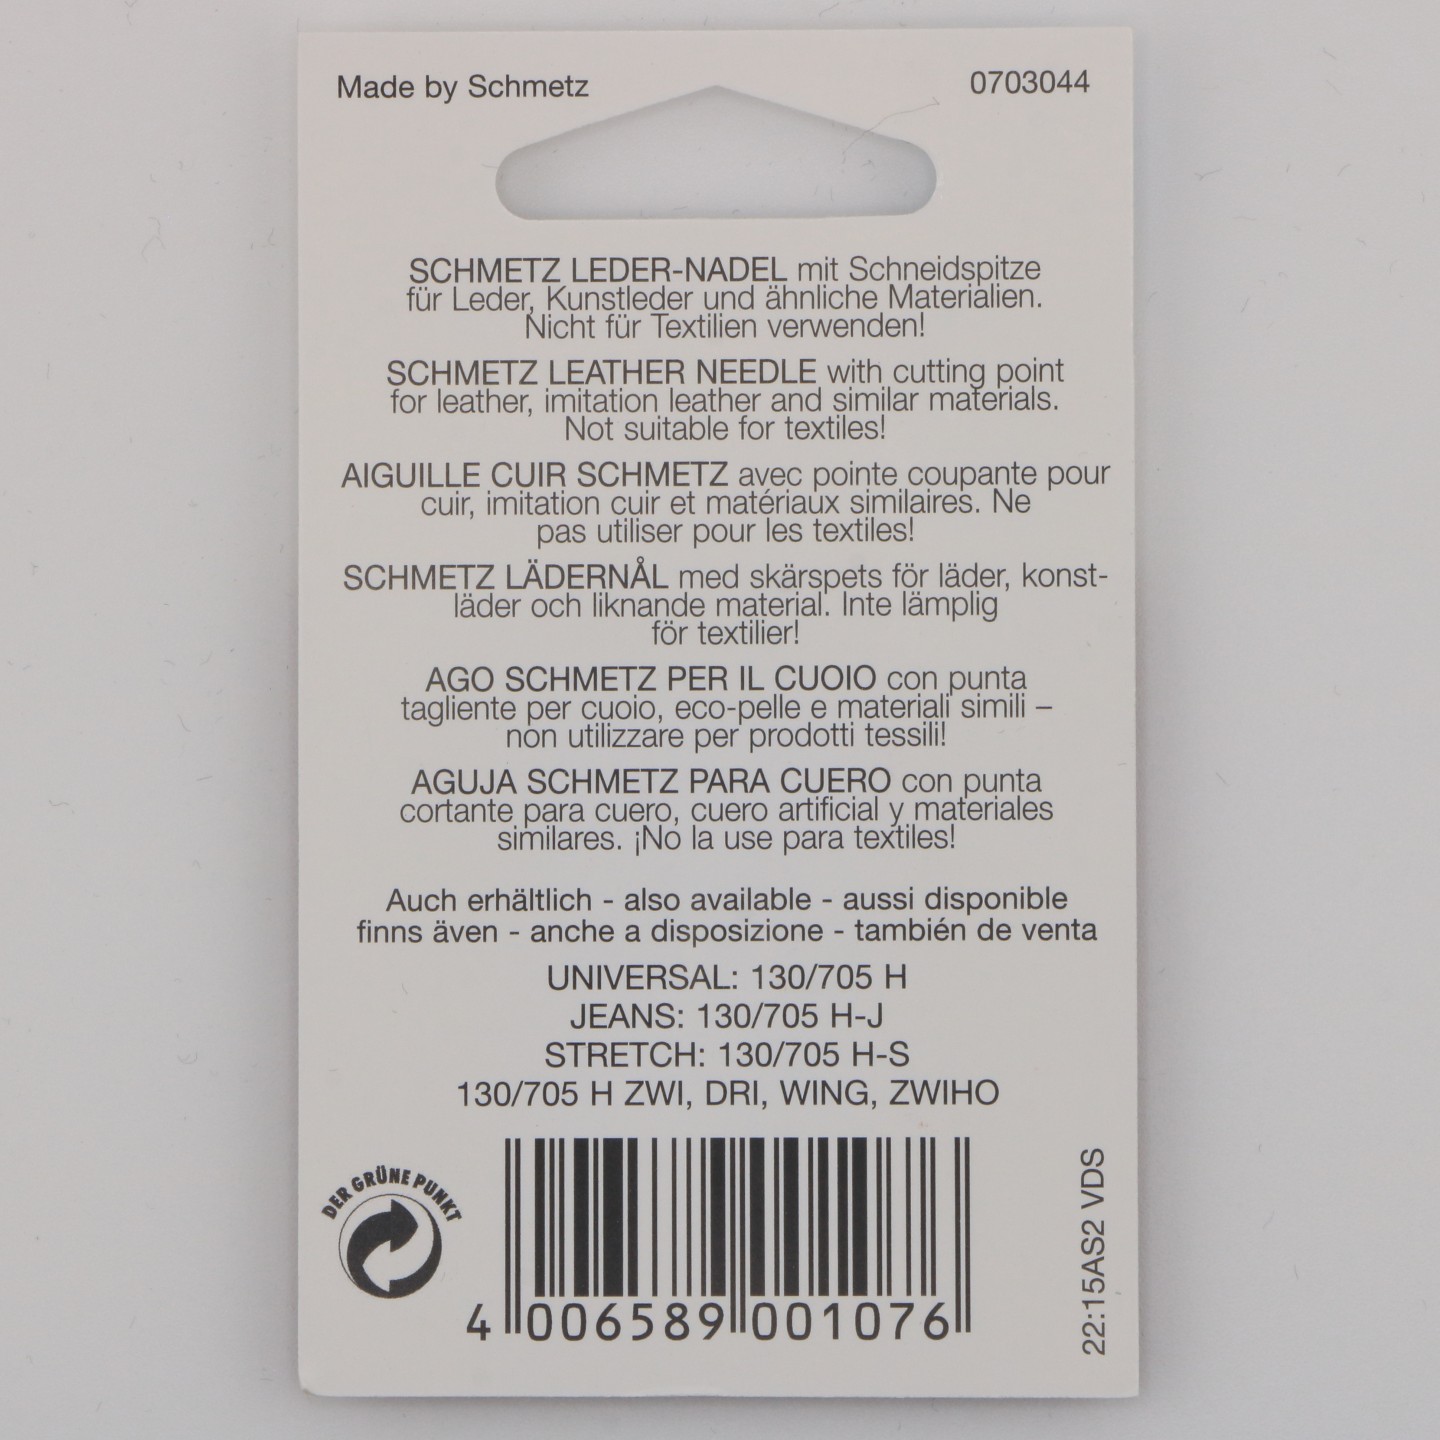 Made by Schmetz
0703044
SCHMETZ LEDER-NADEL mit Schneidspitze
für Leder, Kunstleder und ähnliche Materialien.
Nicht für Textilien verwenden!
SCHMETZ LEATHER NEEDLE with cutting point
for leather, imitation leather and similar materials.
Not suitable for textiles!
AIGUILLE CUIR SCHMETZ avec pointe coupante pour
cuir, imitation cuir et matériaux similaires. Ne
pas utiliser pour les textiles!
SCHMETZ LÄDERNÅL med skärspets för läder, konst-
läder och liknande material. Inte lämplig
för textilier!
AGO SCHMETZ PER IL CUOIO con punta
tagliente per cuoio, eco-pelle e materiali simili –
non utilizzare per prodotti tessili!
AGUJA SCHMETZ PARA CUERO con punta
cortante para cuero, cuero artificial y materiales
similares. ¡No la use para textiles!
Auch erhältlich - also available - aussi disponible
finns även - anche a disposizione - también de venta
UNIVERSAL: 130/705 H
JEANS: 130/705 H-J
STRETCH: 130/705 H-S
130/705 H ZWI, DRI, WING, ZWIHO
DER GRÜNE PUNKT
4 006589 001076
22:15AS2 VDS